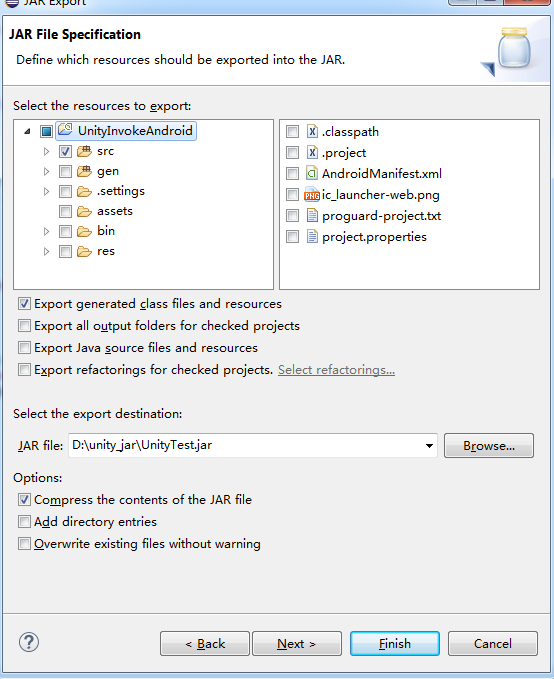 JAR Export
JAR File Specification
Define which resources should be exported into the JAR.
Select the resources to export:
UnityInvokeAndroid
src
gen
.settings
assets
bin
res
.classpath
.project
AndroidManifest.xml
ic_launcher-web.png
proguard-project.txt
project.properties
Export generated class files and resources
Export all output folders for checked projects
Export Java source files and resources
Export refactorings for checked projects. Select refactorings...
Select the export destination:
JAR file: D:\unity_jar\UnityTest.jar Browse...
Options:
Compress the contents of the JAR file
Add directory entries
Overwrite existing files without warning
? < Back Next > Finish Cancel